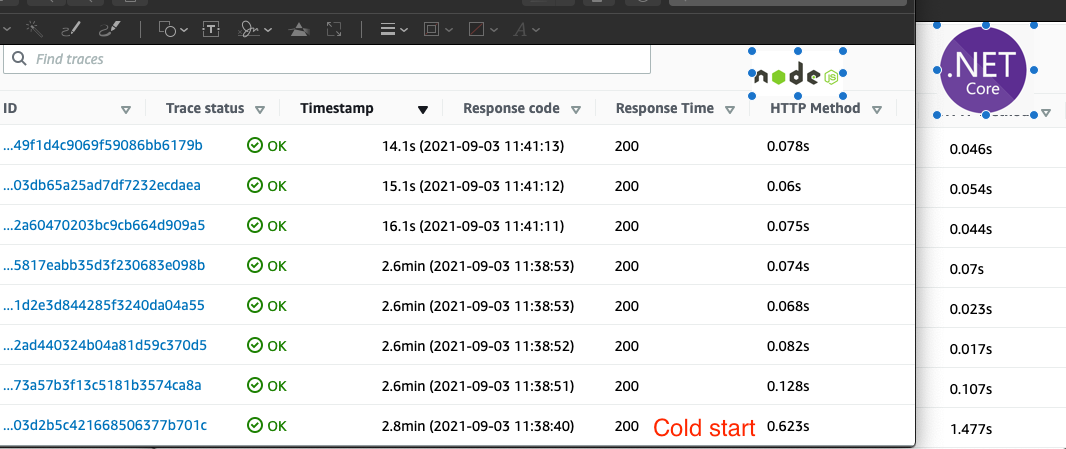 A
Find traces
node JS
.NET
Core
ID Trace status Timestamp Response code Response Time HTTP Method
...49f1d4c9069f59086bb6179b OK 14.1s (2021-09-03 11:41:13) 200 0.078s 0.046s
...03db65a25ad7df7232ecdaea OK 15.1s (2021-09-03 11:41:12) 200 0.06s 0.054s
...2a60470203bc9cb664d909a5 OK 16.1s (2021-09-03 11:41:11) 200 0.075s 0.044s
...5817eabb35d3f230683e098b OK 2.6min (2021-09-03 11:38:53) 200 0.074s 0.07s
...1d2e3d844285f3240da04a55 OK 2.6min (2021-09-03 11:38:53) 200 0.068s 0.023s
...2ad440324b04a81d59c370d5 OK 2.6min (2021-09-03 11:38:52) 200 0.082s 0.017s
...73a57b3f13c5181b3574ca8a OK 2.6min (2021-09-03 11:38:51) 200 0.128s 0.107s
...03d2b5c421668506377b701c OK 2.8min (2021-09-03 11:38:40) 200 Cold start 0.623s 1.477s